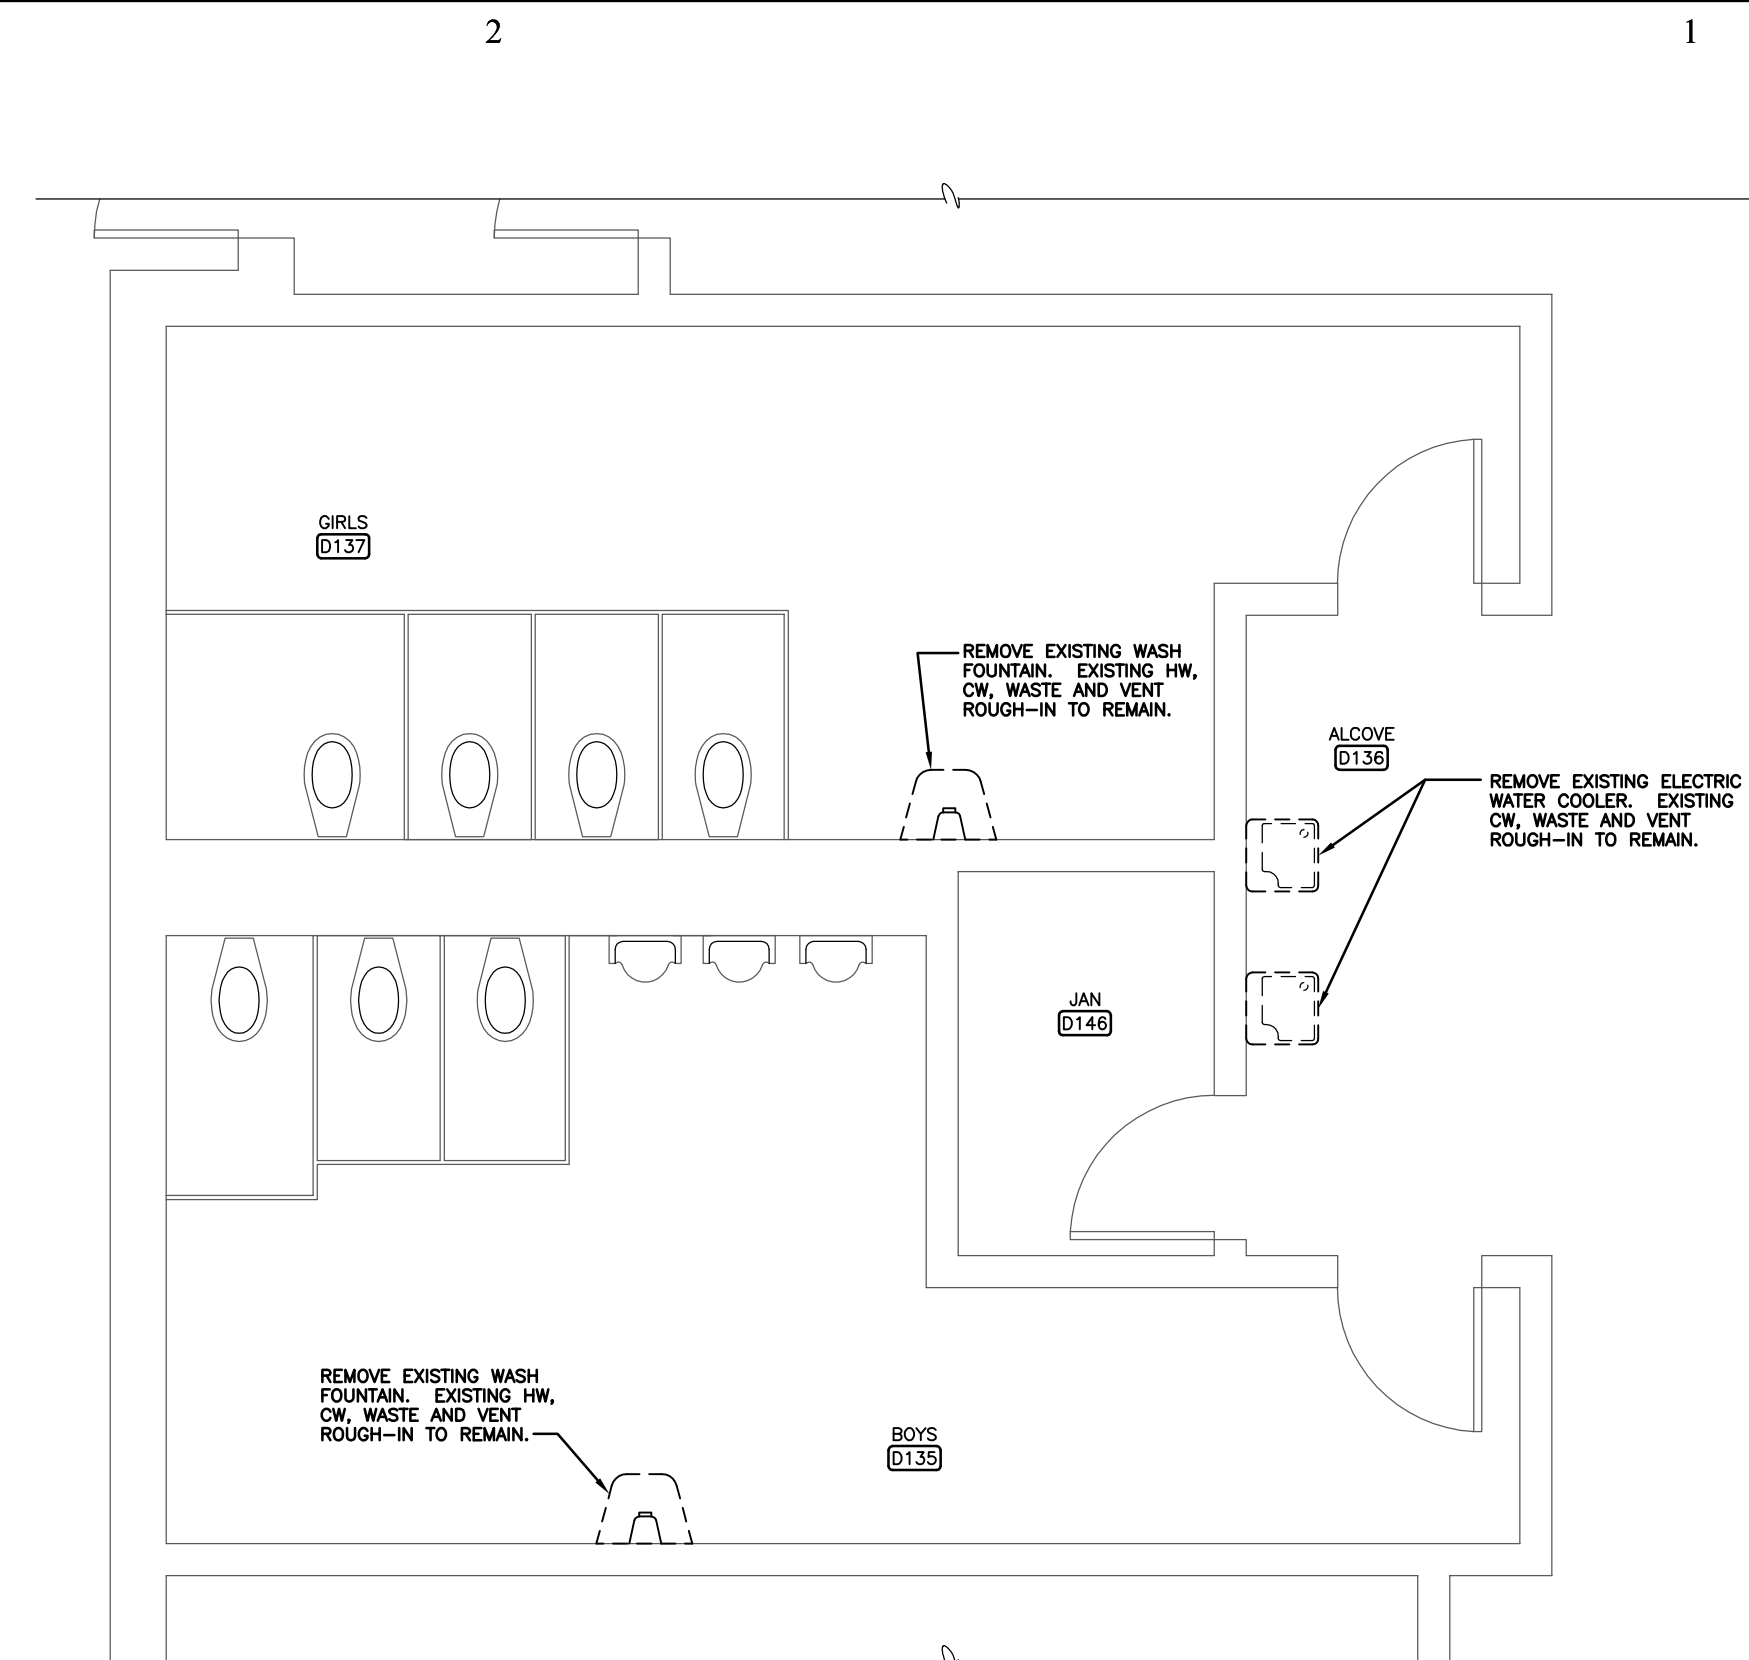 2
1
GIRLS
D137
REMOVE EXISTING WASH
FOUNTAIN. EXISTING HW,
CW, WASTE AND VENT
ROUGH-IN TO REMAIN.
ALCOVE
D136
REMOVE EXISTING ELECTRIC
WATER COOLER. EXISTING
CW, WASTE AND VENT
ROUGH-IN TO REMAIN.
JAN
D146
REMOVE EXISTING WASH
FOUNTAIN. EXISTING HW,
CW, WASTE AND VENT
ROUGH-IN TO REMAIN.
BOYS
D135